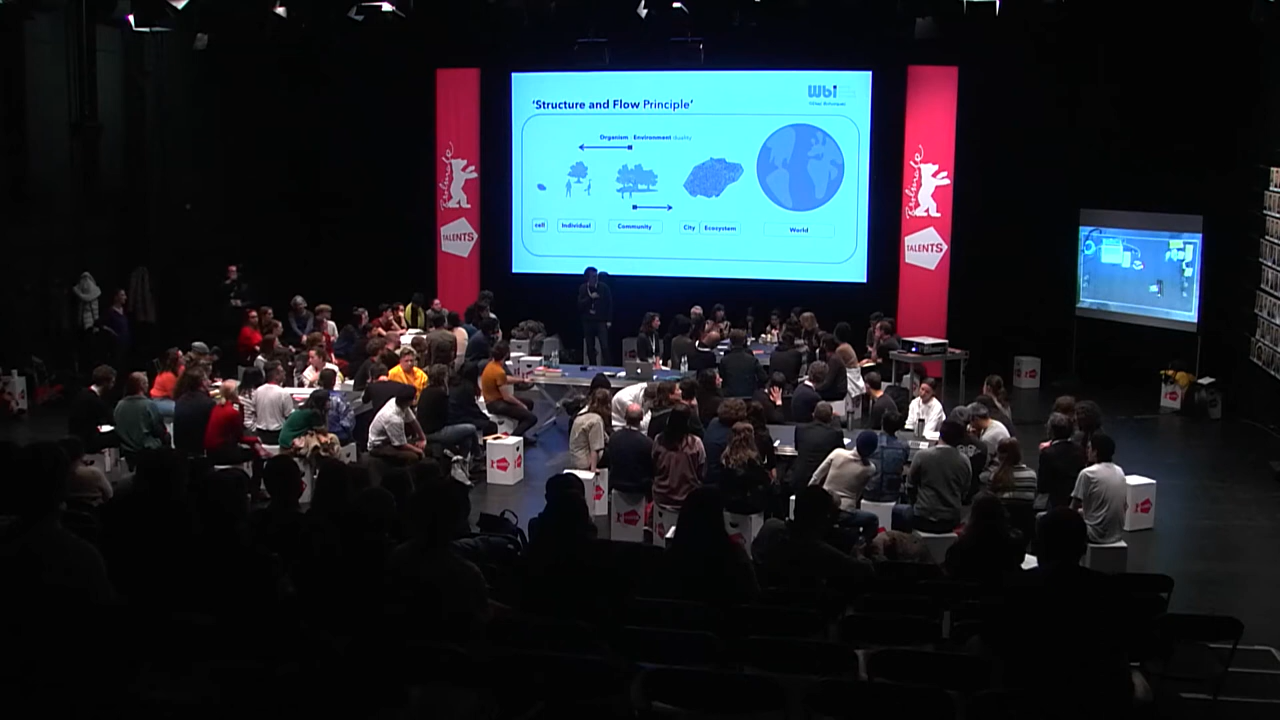 'Structure and Flow Principle'
Wbi
Organism Environment duality
cell Individual Community City Ecosystem World
Berlinale
TALENTS
Berlinale
TALENTS